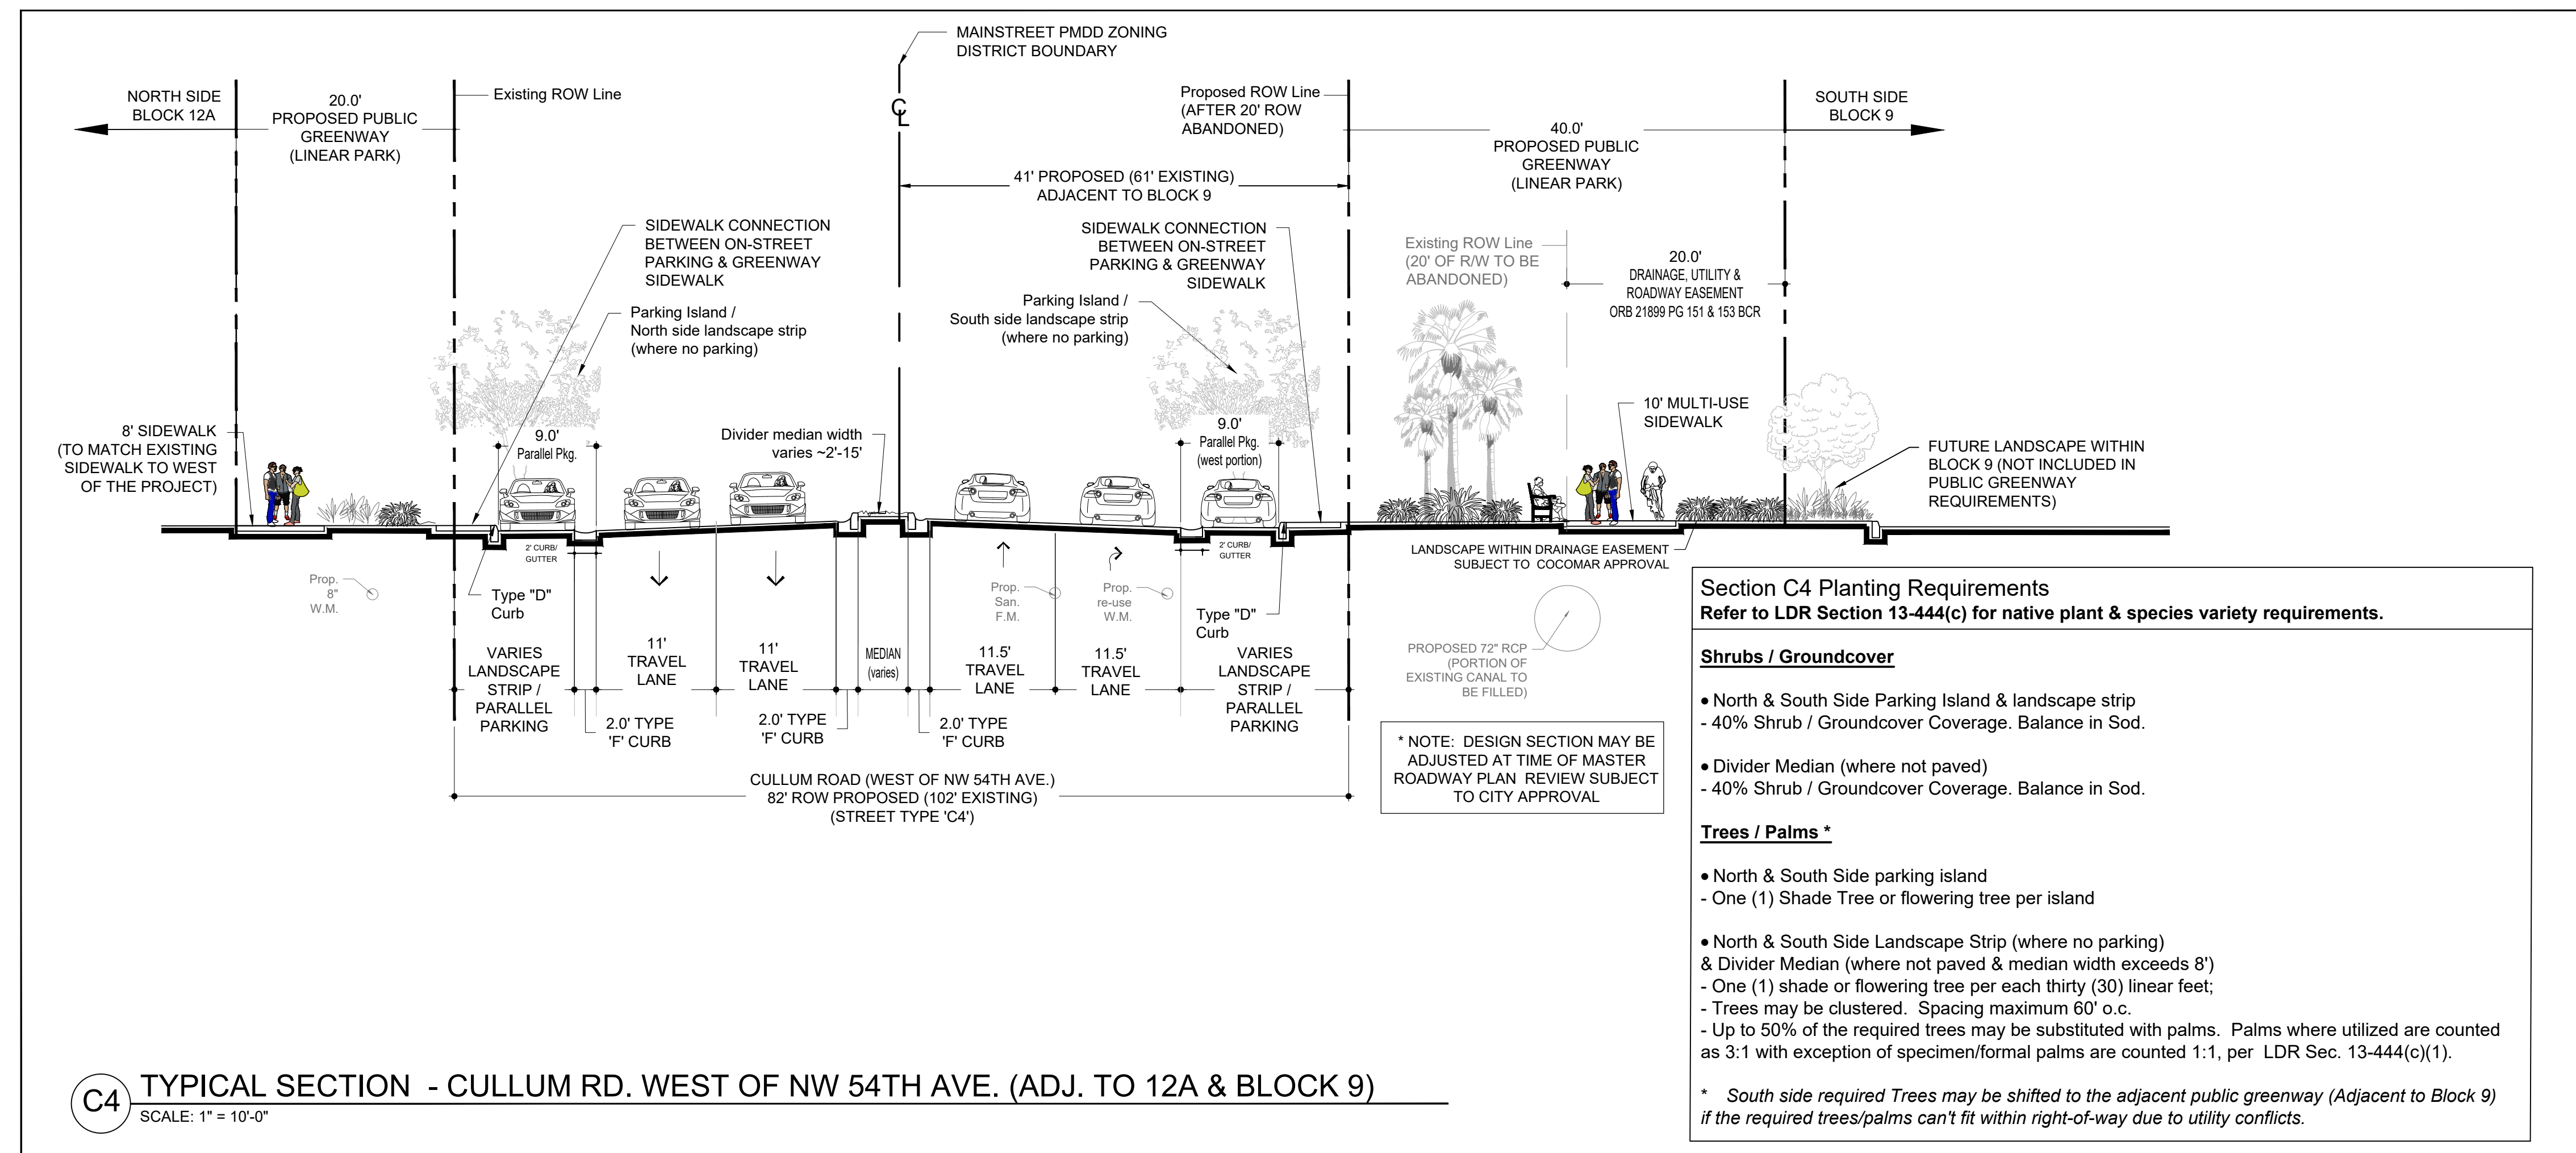 MAINSTREET PMDD ZONING
DISTRICT BOUNDARY
NORTH SIDE
BLOCK 12A
20.0'
PROPOSED PUBLIC
GREENWAY
(LINEAR PARK)
Existing ROW Line
CL
Proposed ROW Line
(AFTER 20' ROW
ABANDONED)
40.0'
PROPOSED PUBLIC
GREENWAY
(LINEAR PARK)
SOUTH SIDE
BLOCK 9
41' PROPOSED (61' EXISTING)
ADJACENT TO BLOCK 9
SIDEWALK CONNECTION
BETWEEN ON-STREET
PARKING & GREENWAY
SIDEWALK
SIDEWALK CONNECTION
BETWEEN ON-STREET
PARKING & GREENWAY
SIDEWALK
Existing ROW Line
(20' OF R/W TO BE
ABANDONED)
20.0'
DRAINAGE, UTILITY &
ROADWAY EASEMENT
ORB 21899 PG 151 & 153 BCR
Parking Island /
North side landscape strip
(where no parking)
Parking Island /
South side landscape strip
(where no parking)
8' SIDEWALK
(TO MATCH EXISTING
SIDEWALK TO WEST
OF THE PROJECT)
9.0'
Parallel Pkg.
Divider median width
varies ~2'-15'
9.0'
Parallel Pkg.
(west portion)
10' MULTI-USE
SIDEWALK
FUTURE LANDSCAPE WITHIN
BLOCK 9 (NOT INCLUDED IN
PUBLIC GREENWAY
REQUIREMENTS)
2' CURB/
GUTTER
2' CURB/
GUTTER
LANDSCAPE WITHIN DRAINAGE EASEMENT
SUBJECT TO COCOMAR APPROVAL
Prop.
8"
W.M.
Type "D"
Curb
Prop.
San.
F.M.
Prop.
re-use
W.M.
Type "D"
Curb
PROPOSED 72" RCP
(PORTION OF
EXISTING CANAL TO
BE FILLED)
VARIES
LANDSCAPE
STRIP /
PARALLEL
PARKING
11'
TRAVEL
LANE
11'
TRAVEL
LANE
MEDIAN
(varies)
11.5'
TRAVEL
LANE
11.5'
TRAVEL
LANE
VARIES
LANDSCAPE
STRIP /
PARALLEL
PARKING
2.0' TYPE
'F' CURB
2.0' TYPE
'F' CURB
2.0' TYPE
'F' CURB
CULLUM ROAD (WEST OF NW 54TH AVE.)
82' ROW PROPOSED (102' EXISTING)
(STREET TYPE 'C4')
* NOTE: DESIGN SECTION MAY BE
ADJUSTED AT TIME OF MASTER
ROADWAY PLAN REVIEW SUBJECT
TO CITY APPROVAL
Section C4 Planting Requirements
Refer to LDR Section 13-444(c) for native plant & species variety requirements.
Shrubs / Groundcover
• North & South Side Parking Island & landscape strip
- 40% Shrub / Groundcover Coverage. Balance in Sod.
• Divider Median (where not paved)
- 40% Shrub / Groundcover Coverage. Balance in Sod.
Trees / Palms *
• North & South Side parking island
- One (1) Shade Tree or flowering tree per island
• North & South Side Landscape Strip (where no parking)
& Divider Median (where not paved & median width exceeds 8')
- One (1) shade or flowering tree per each thirty (30) linear feet;
- Trees may be clustered. Spacing maximum 60' o.c.
- Up to 50% of the required trees may be substituted with palms. Palms where utilized are counted
as 3:1 with exception of specimen/formal palms are counted 1:1, per LDR Sec. 13-444(c)(1).
* South side required Trees may be shifted to the adjacent public greenway (Adjacent to Block 9)
if the required trees/palms can't fit within right-of-way due to utility conflicts.
C4
TYPICAL SECTION - CULLUM RD. WEST OF NW 54TH AVE. (ADJ. TO 12A & BLOCK 9)
SCALE: 1" = 10'-0"